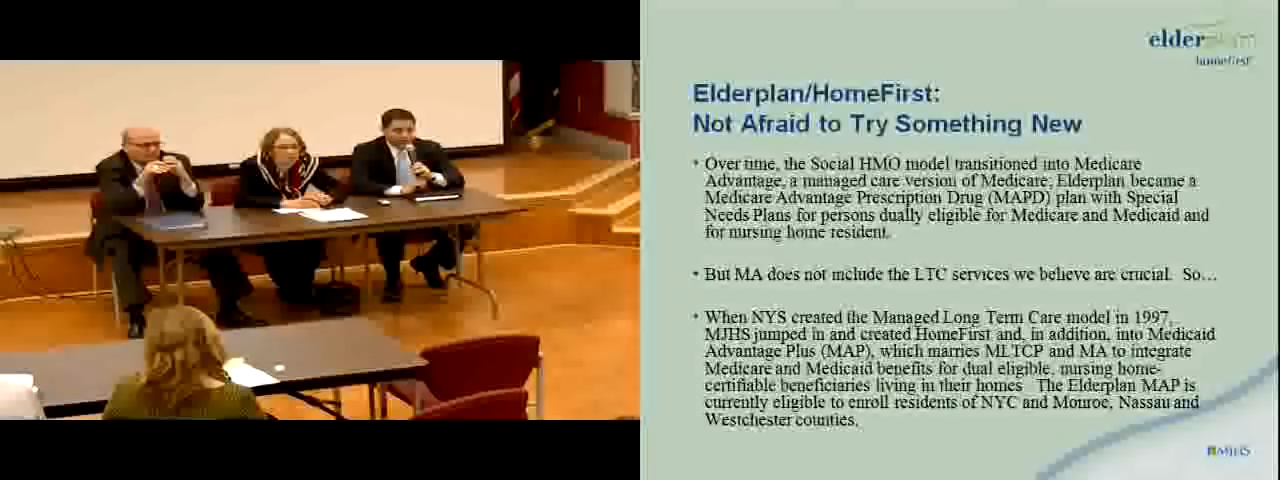 elderplan
homefirst
Elderplan/HomeFirst:
Not Afraid to Try Something New
• Over time, the Social HMO model transitioned into Medicare
Advantage, a managed care version of Medicare; Elderplan became a
Medicare Advantage Prescription Drug (MAPD) plan with Special
Needs Plans for persons dually eligible for Medicare and Medicaid and
for nursing home resident.
• But MA does not include the LTC services we believe are crucial. So…
• When NYS created the Managed Long Term Care model in 1997,
MJHS jumped in and created HomeFirst and, in addition, into Medicaid
Advantage Plus (MAP), which marries MLTCP and MA to integrate
Medicare and Medicaid benefits for dual eligible, nursing home-
certifiable beneficiaries living in their homes. The Elderplan MAP is
currently eligible to enroll residents of NYC and Monroe, Nassau and
Westchester counties.
MJHS